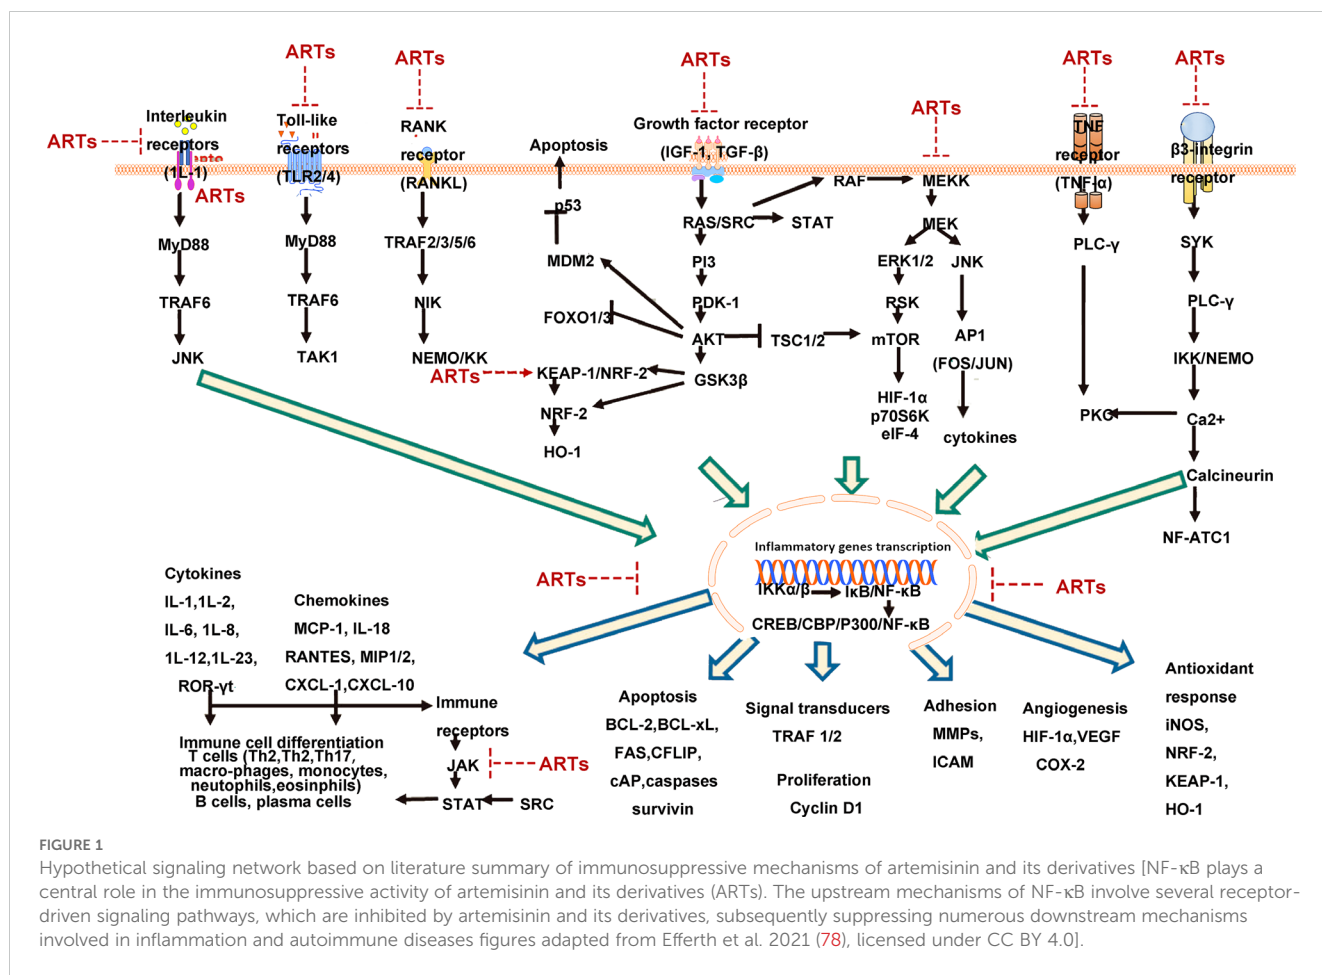 ARTs
ARTs
ARTs
ARTs
ARTs
ARTs
ARTs
ARTs
Interleukin
receptors
(1L-1)
ARTs
Toll-like
receptors
(TLR2/4)
RANK
receptor
(RANKL)
Apoptosis
Growth factor receptor
(IGF-1, TGF-β)
TNF
receptor
(TNF-α)
β3-integrin
receptor
p53
RAF
MEKK
RAS/SRC
STAT
MEK
MyD88
MyD88
TRAF2/3/5/6
MDM2
PI3
ERK1/2
JNK
PLC-γ
SYK
TRAF6
TRAF6
NIK
FOXO1/3
PDK-1
RSK
PLC-γ
JNK
TAK1
NEMO/KK
AKT
TSC1/2
mTOR
AP1
(FOS/JUN)
IKK/NEMO
ARTs
KEAP-1/NRF-2
GSK3β
HIF-1α
p70S6K
eIF-4
NRF-2
HO-1
cytokines
PKC
Ca2+
Calcineurin
NF-ATC1
Inflammatory genes transcription
IKKα/β
IκB/NF-κB
CREB/CBP/P300/NF-κB
ARTs
ARTs
Cytokines
IL-1,1L-2,
IL-6, 1L-8,
1L-12,1L-23,
ROR-γt
Chemokines
MCP-1, IL-18
RANTES, MIP1/2,
CXCL-1,CXCL-10
Immune
receptors
JAK
ARTs
STAT
SRC
Immune cell differentiation
T cells (Th2,Th2,Th17,
macro-phages, monocytes,
neutophils,eosinphils)
B cells, plasma cells
Apoptosis
BCL-2,BCL-xL,
FAS,CFLIP,
cAP,caspases
survivin
Signal transducers
TRAF 1/2
Proliferation
Cyclin D1
Adhesion
MMPs,
ICAM
Angiogenesis
HIF-1α,VEGF
COX-2
Antioxidant
response
iNOS,
NRF-2,
KEAP-1,
HO-1
FIGURE 1
Hypothetical signaling network based on literature summary of immunosuppressive mechanisms of artemisinin and its derivatives [NF-κB plays a
central role in the immunosuppressive activity of artemisinin and its derivatives (ARTs). The upstream mechanisms of NF-κB involve several receptor-
driven signaling pathways, which are inhibited by artemisinin and its derivatives, subsequently suppressing numerous downstream mechanisms
involved in inflammation and autoimmune diseases figures adapted from Efferth et al. 2021 (78), licensed under CC BY 4.0].